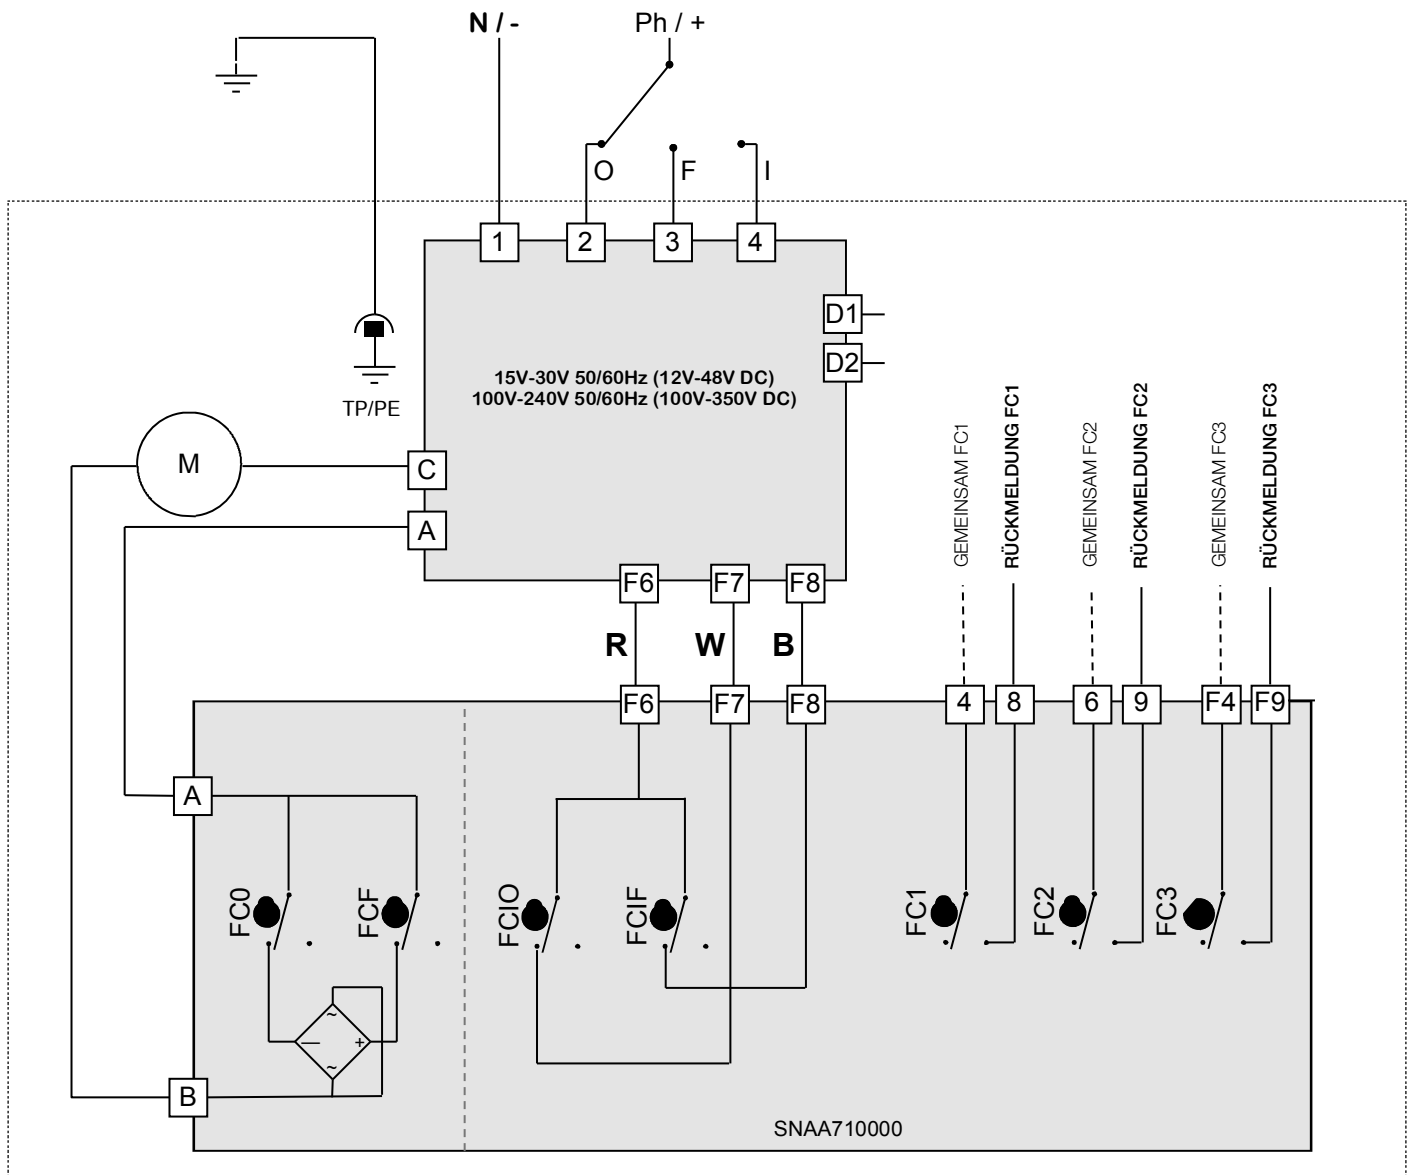 N / -
Ph / +
O
F
I
1
2
3
4
D1
D2
15V-30V 50/60Hz (12V-48V DC)
100V-240V 50/60Hz (100V-350V DC)
TP/PE
M
C
A
GEMEINSAM FC1
RÜCKMELDUNG FC1
GEMEINSAM FC2
RÜCKMELDUNG FC2
GEMEINSAM FC3
RÜCKMELDUNG FC3
F6
F7
F8
R
W
B
F6
F7
F8
4
8
6
9
F4
F9
A
FC0
FCF
FCIO
FCIF
FC1
FC2
FC3
~
— +
~
B
SNAA710000